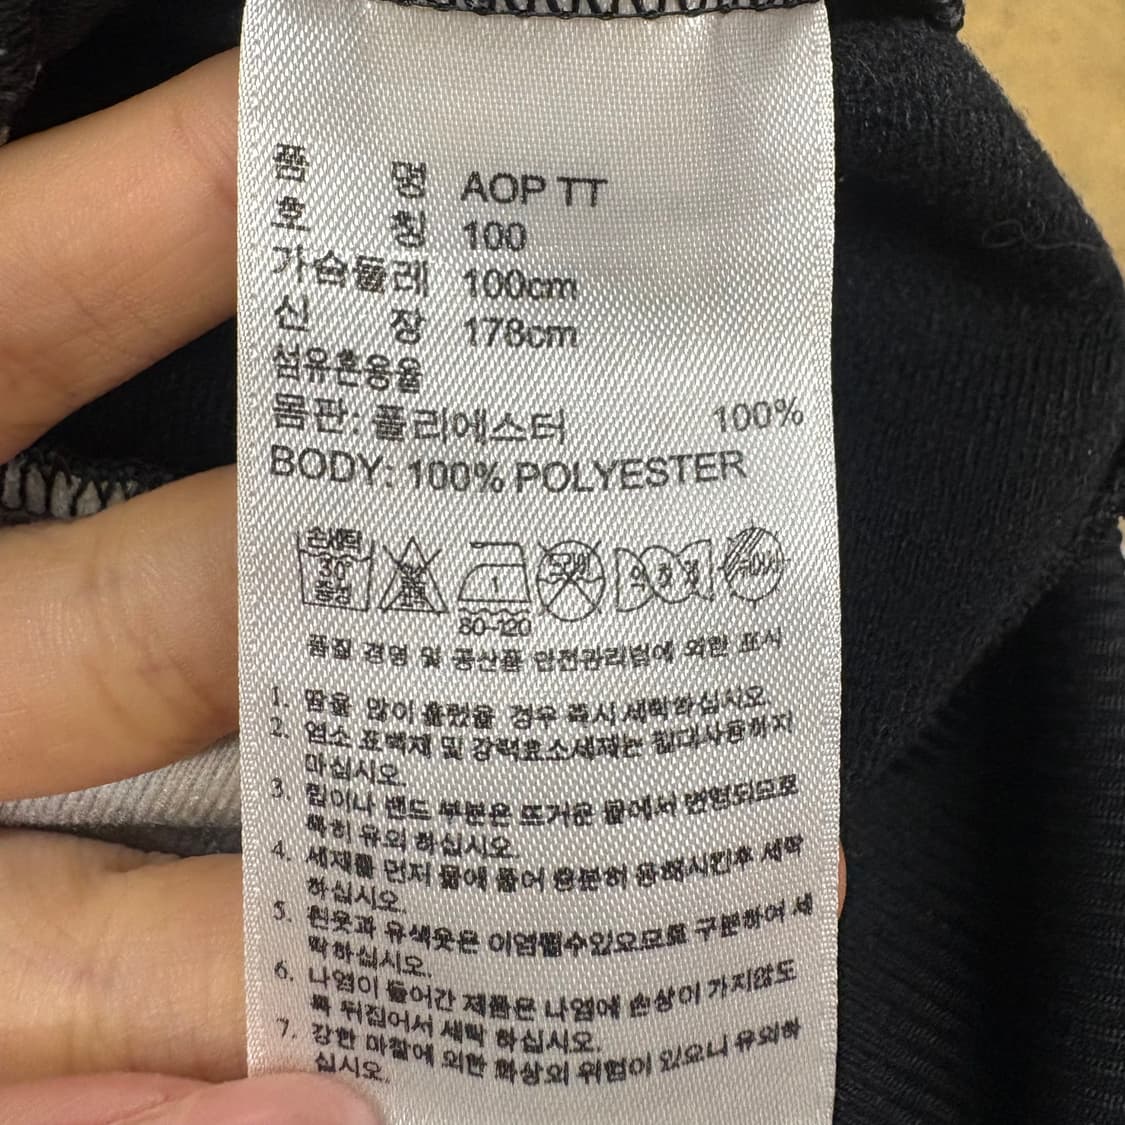 품 명 AOP TT
호 칭 100
가슴둘레 100cm
신 장 178cm
섬유혼용율
몸판: 폴리에스터 100%
BODY: 100% POLYESTER
손세탁
30°
중성
80~120
품질 경영 및 공산품 안전관리법에 의한 표시
1. 땀을 많이 흘렸을 경우 즉시 세탁하십시오.
2. 염소 표백제 및 강력효소세제는 절대사용하지
마십시오.
3. 립이나 밴드 부분은 뜨거운 물에서 변형되므로
특히 유의 하십시오.
4. 세재를 먼저 물에 풀어 충분히 용해시킨후 세탁
하십시오.
5. 흰옷과 유색옷은 이염될수있으므로 구분하여 세
탁하십시오.
6. 나염이 들어간 제품은 나염에 손상이 가지않도
록 뒤집어서 세탁 하십시오.
7. 강한 마찰에 의한 화상의 위험이 있으니 유의하
십시오.